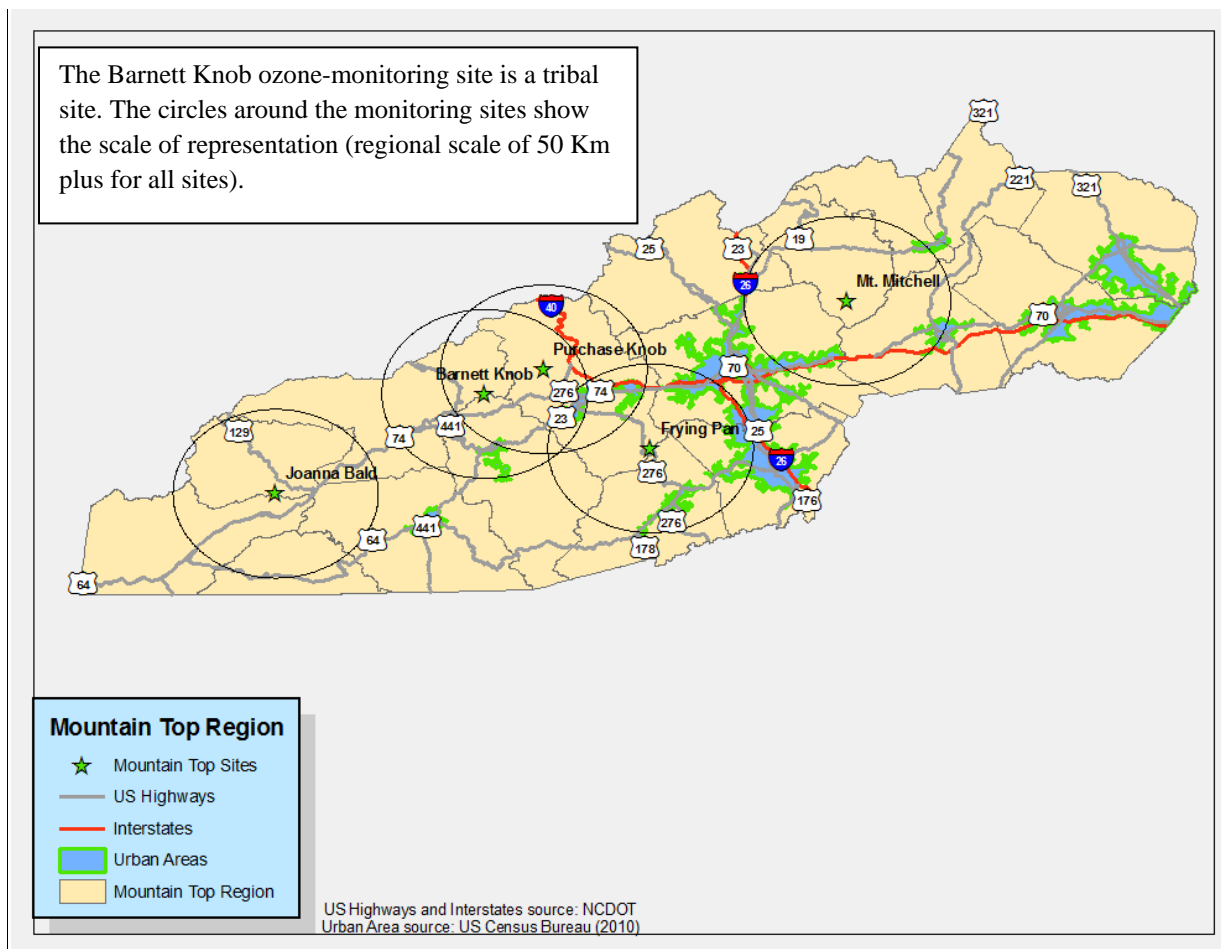 The Barnett Knob ozone-monitoring site is a tribal
site. The circles around the monitoring sites show
the scale of representation (regional scale of 50 Km
plus for all sites).
321
221
321
25
23
19
26
Mt. Mitchell
40
70
Purchase Knob
Barnett Knob
70
276
74
23
441
129
74
Frying Pan
25
26
Joanna Bald
276
176
276
441
64
178
64
Mountain Top Region
Mountain Top Sites
US Highways
Interstates
Urban Areas
Mountain Top Region
US Highways and Interstates source: NCDOT
Urban Area source: US Census Bureau (2010)